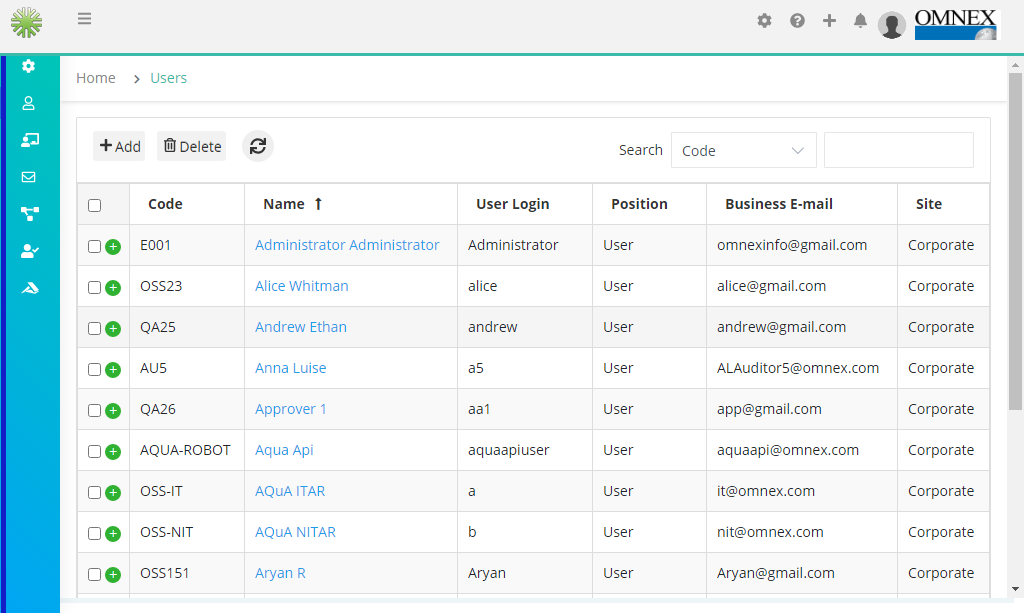 OMNEX
Home > Users
+ Add Delete Search Code
Code Name ↑ User Login Position Business E-mail Site
E001 Administrator Administrator Administrator User omnexinfo@gmail.com Corporate
OSS23 Alice Whitman alice User alice@gmail.com Corporate
QA25 Andrew Ethan andrew User andrew@gmail.com Corporate
AU5 Anna Luise a5 User ALAuditor5@omnex.com Corporate
QA26 Approver 1 aa1 User app@gmail.com Corporate
AQUA-ROBOT Aqua Api aquaapiuser User aquaapi@omnex.com Corporate
OSS-IT AQuA ITAR a User it@omnex.com Corporate
OSS-NIT AQuA NITAR b User nit@omnex.com Corporate
OSS151 Aryan R Aryan User Aryan@gmail.com Corporate